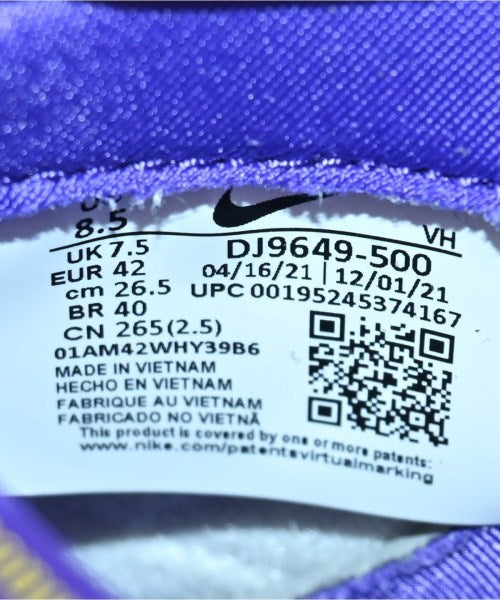 8.5
UK 7.5
EUR 42
cm 26.5
BR 40
CN 265(2.5)
VH
DJ9649-500
04/16/21 | 12/01/21
UPC 00195245374167
01AM42WHY39B6
MADE IN VIETNAM
HECHO EN VIETNAM
FABRIQUE AU VIETNAM
FABRICADO NO VIETNÃ
This product is covered by one or more patents:
www.nike.com/patentsvirtualmarking